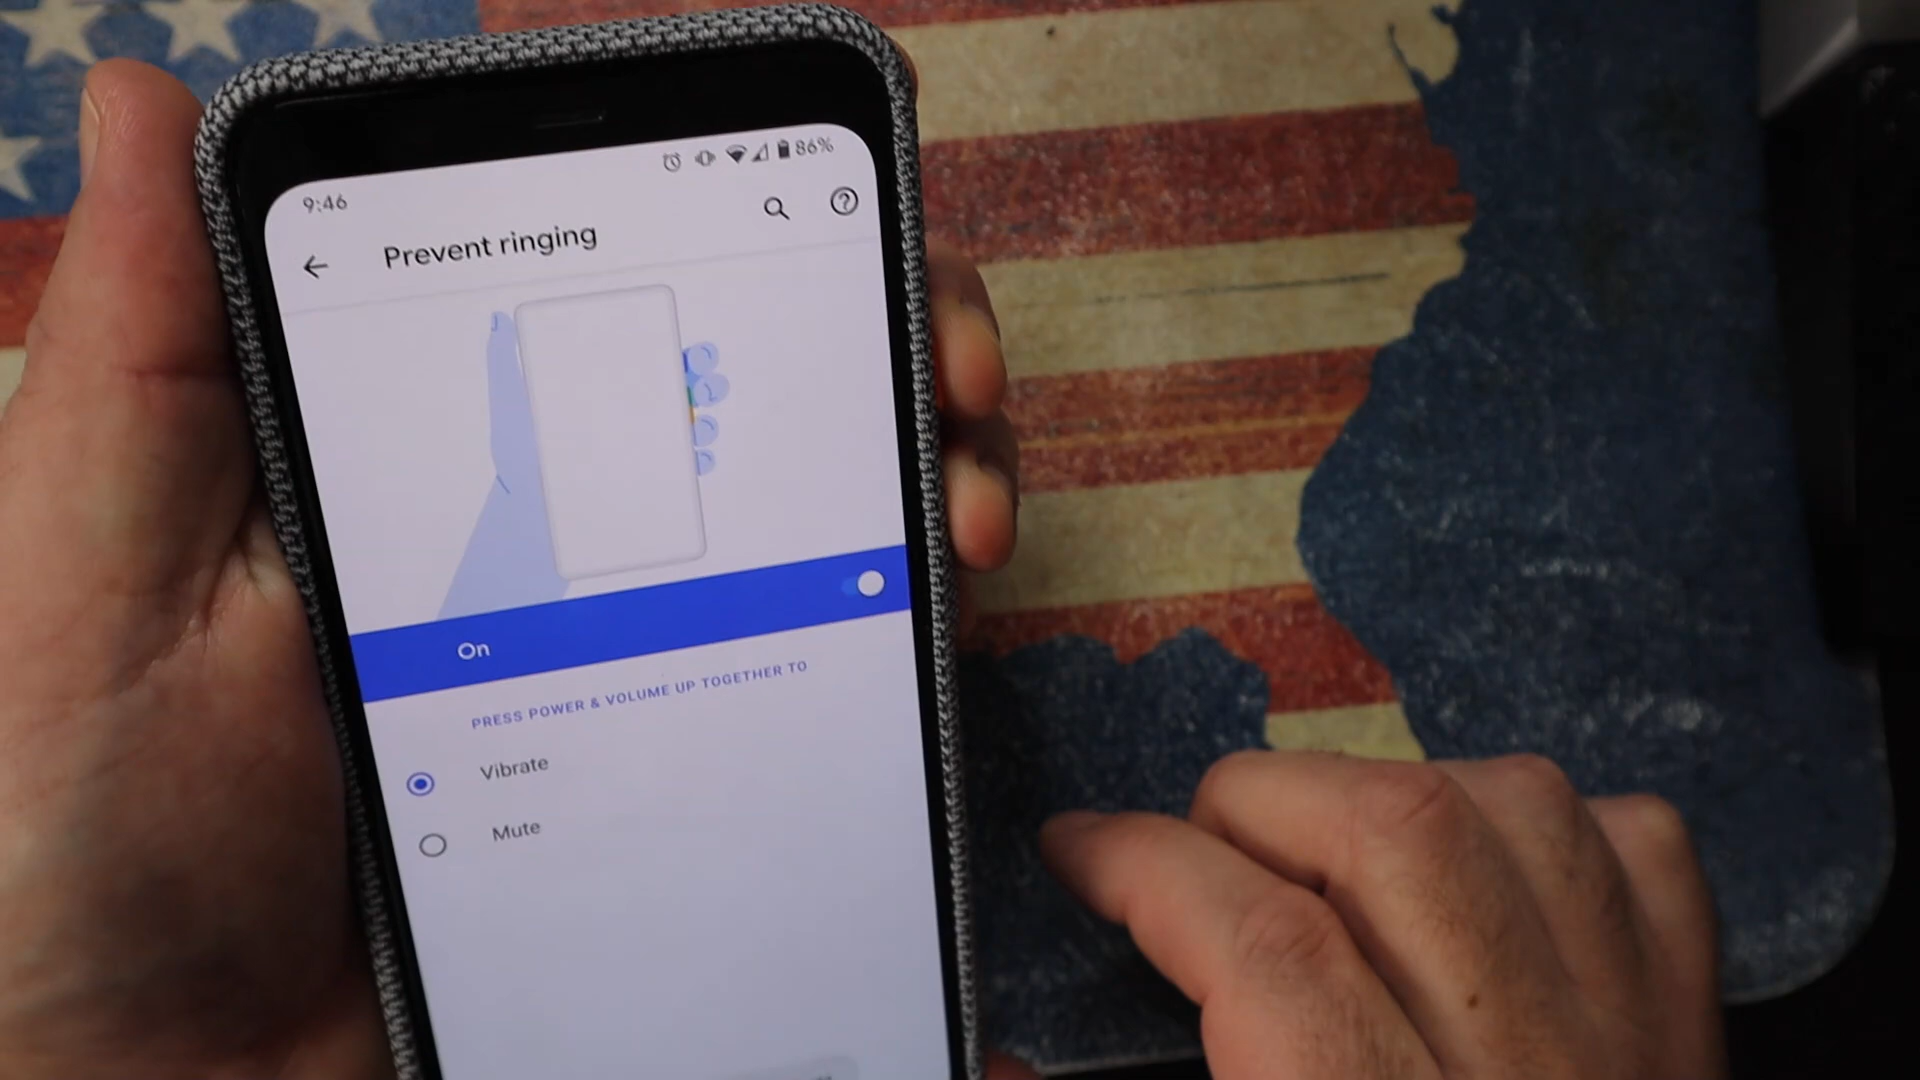 9:46
86%
Prevent ringing
On
PRESS POWER & VOLUME UP TOGETHER TO
Vibrate
Mute